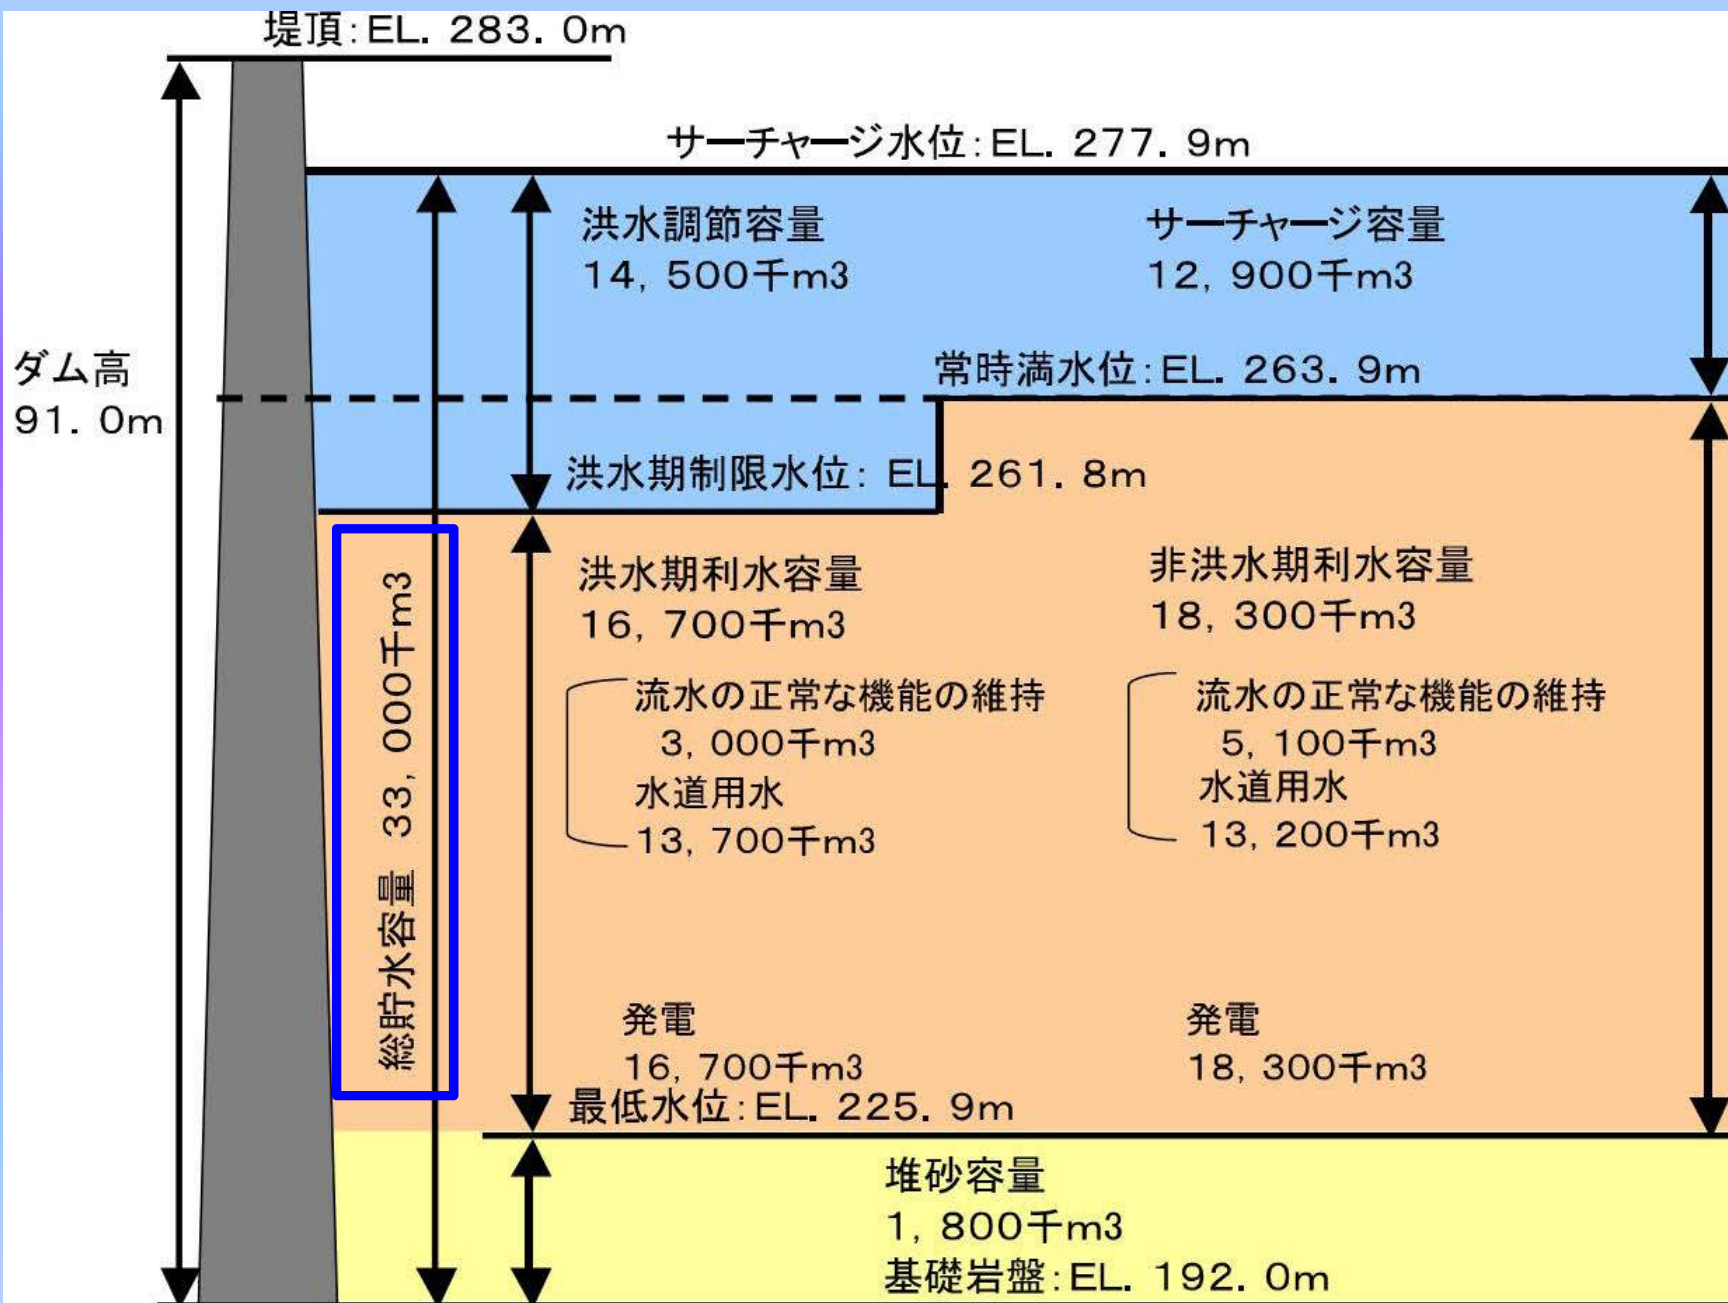 堤頂:EL. 283. 0m
サーチャージ水位:EL. 277. 9m
洪水調節容量
14, 500千m3
サーチャージ容量
12, 900千m3
ダム高
91. 0m
常時満水位:EL. 263. 9m
洪水期制限水位: EL. 261. 8m
総貯水容量 33, 000千m3
洪水期利水容量
16, 700千m3
流水の正常な機能の維持
3, 000千m3
水道用水
13, 700千m3
発電
16, 700千m3
非洪水期利水容量
18, 300千m3
流水の正常な機能の維持
5, 100千m3
水道用水
13, 200千m3
発電
18, 300千m3
最低水位:EL. 225. 9m
堆砂容量
1, 800千m3
基礎岩盤:EL. 192. 0m